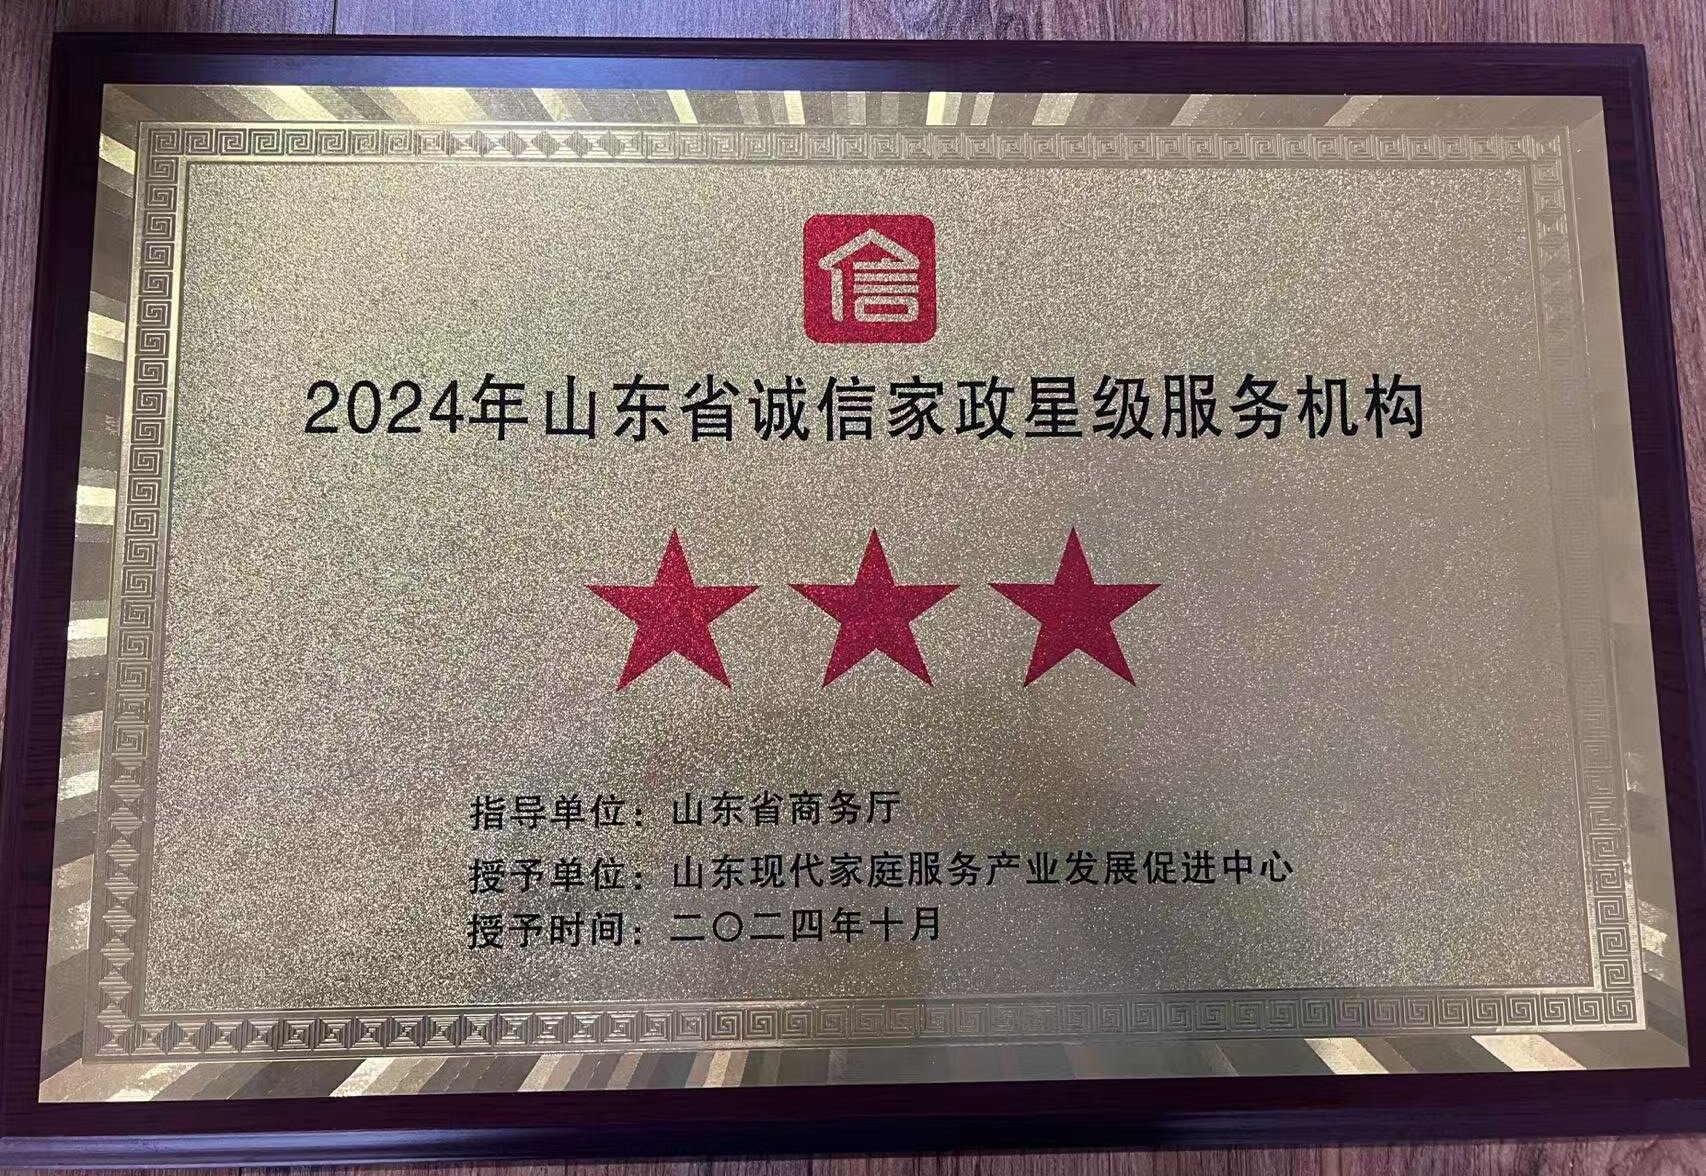 信
2024年山东省诚信家政星级服务机构
指导单位：山东省商务厅
授予单位：山东现代家庭服务产业发展促进中心
授予时间：二〇二四年十月